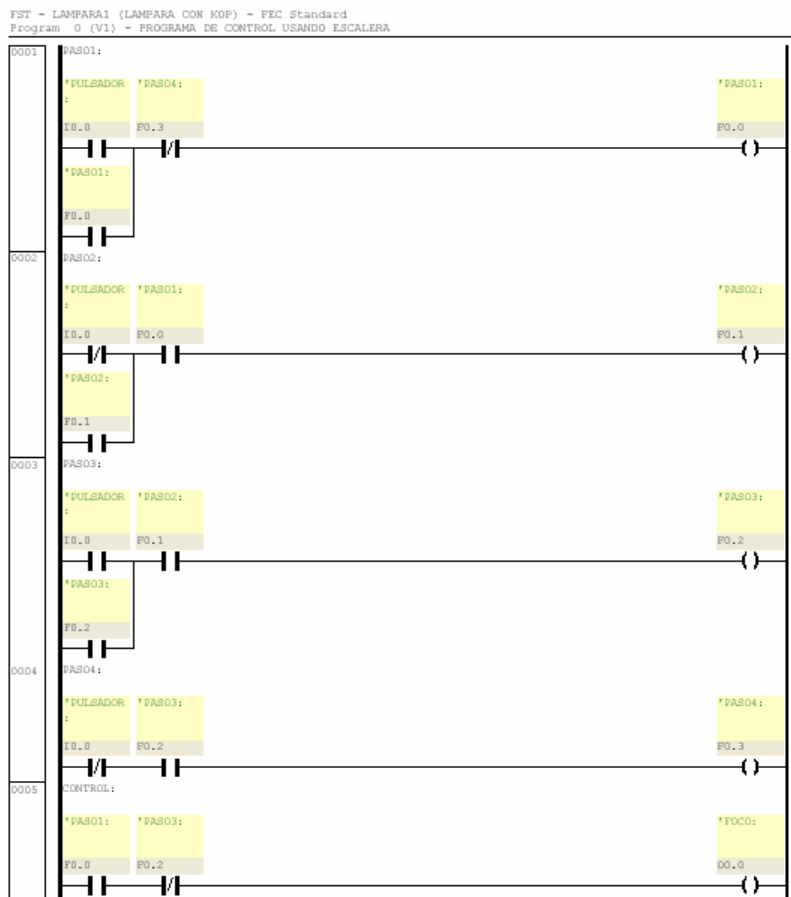 FST - LAMPARA1 (LAMPARA CON KOP) - FEC Standard
Program 0 (V1) - PROGRAMA DE CONTROL USANDO ESCALERA
0001 PASO1:
'PULSADOR 'PASO4: 'PASO1:
:
I0.0 F0.3 F0.0
'PASO1:
F0.0
0002 PASO2:
'PULSADOR 'PASO1: 'PASO2:
:
I0.0 F0.0 F0.1
'PASO2:
F0.1
0003 PASO3:
'PULSADOR 'PASO2: 'PASO3:
:
I0.0 F0.1 F0.2
'PASO3:
F0.2
0004 PASO4:
'PULSADOR 'PASO3: 'PASO4:
:
I0.0 F0.2 F0.3
0005 CONTROL:
'PASO1: 'PASO3: 'FOCO:
F0.0 F0.2 O0.0